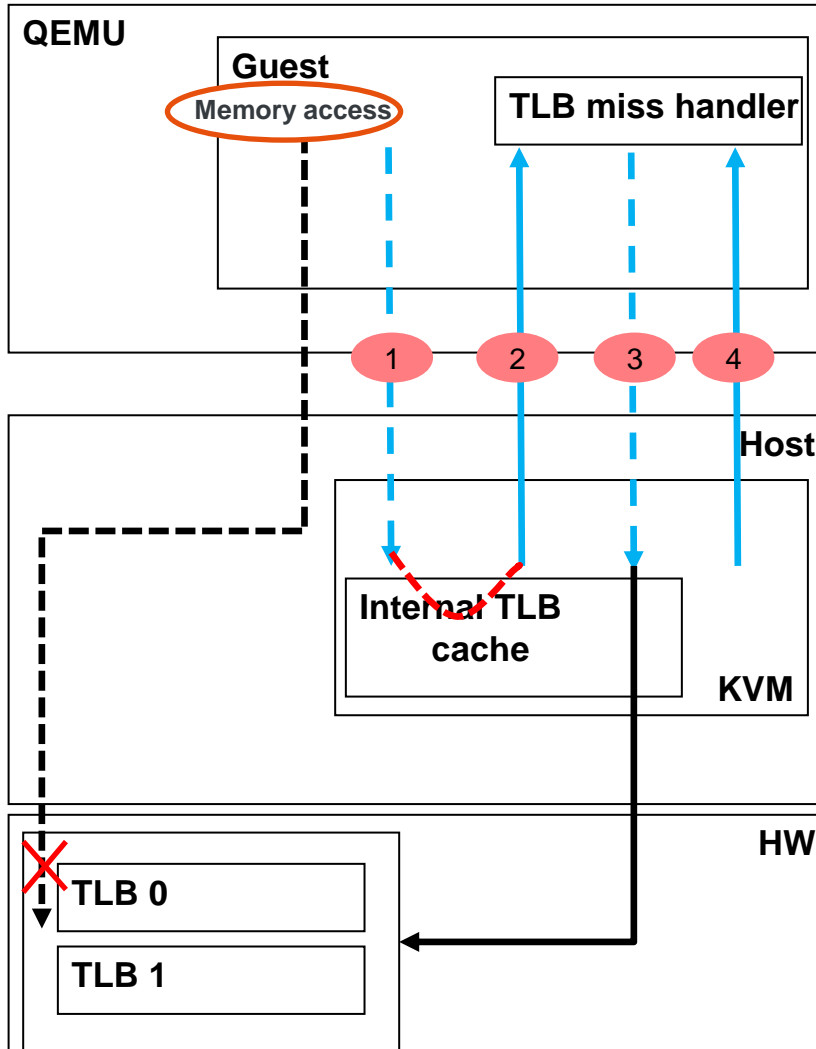 QEMU
Guest
Memory access
TLB miss handler
1
2
3
4
Host
Internal TLB
cache
KVM
HW
TLB 0
TLB 1